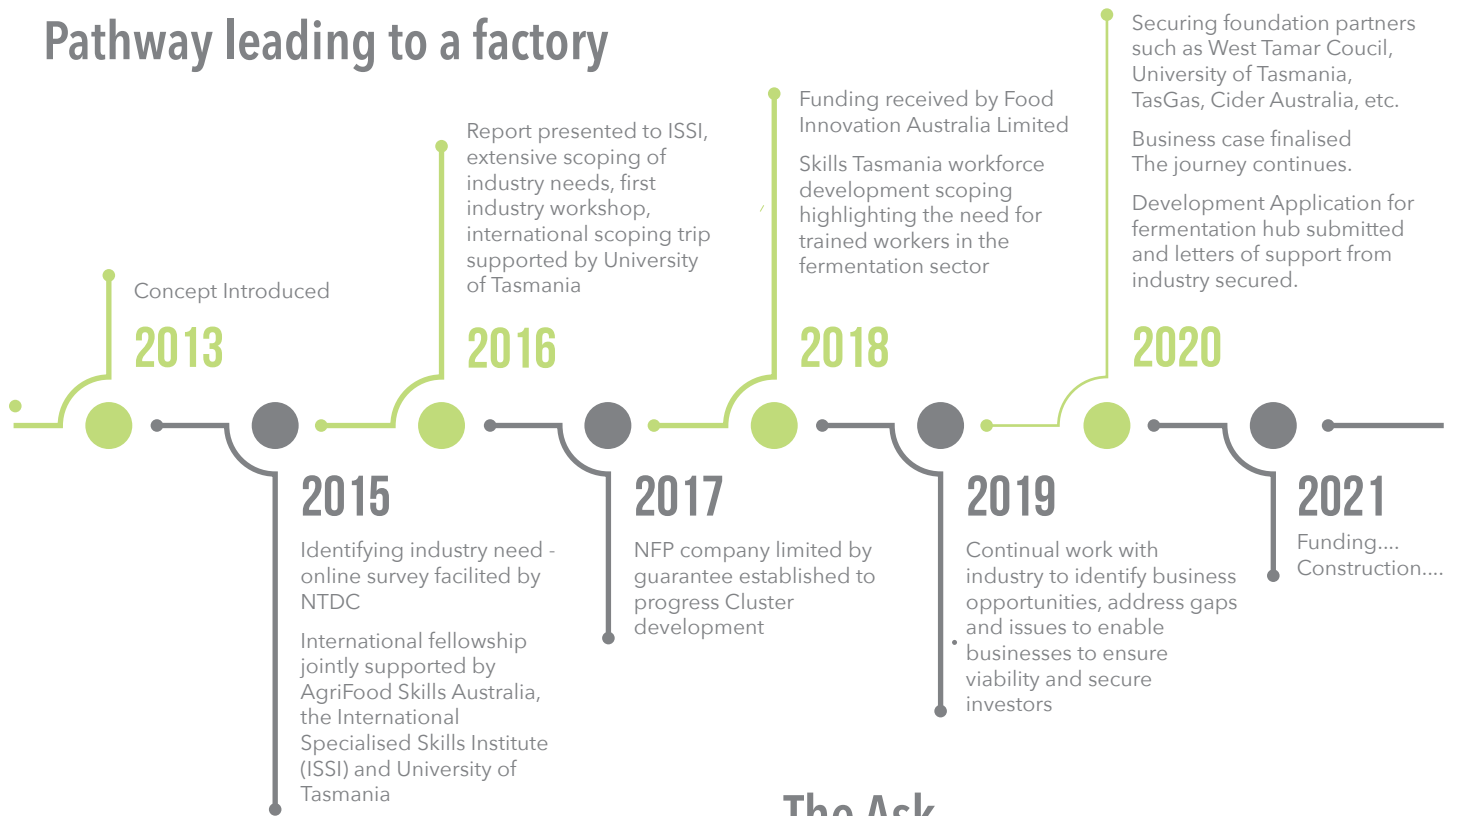 Pathway leading to a factory
Concept Introduced
2013
Identifying industry need -
online survey facilited by
NTDC
International fellowship
jointly supported by
AgriFood Skills Australia,
the International
Specialised Skills Institute
(ISSI) and University of
Tasmania
2015
Report presented to ISSI,
extensive scoping of
industry needs, first
industry workshop,
international scoping trip
supported by University
of Tasmania
2016
2017
NFP company limited by
guarantee established to
progress Cluster
development
Funding received by Food
Innovation Australia Limited
Skills Tasmania workforce
development scoping
highlighting the need for
trained workers in the
fermentation sector
2018
2019
Continual work with
industry to identify business
opportunities, address gaps
and issues to enable
businesses to ensure
viability and secure
investors
Securing foundation partners
such as West Tamar Coucil,
University of Tasmania,
TasGas, Cider Australia, etc.
Business case finalised
The journey continues.
Development Application for
fermentation hub submitted
and letters of support from
industry secured.
2020
2021
Funding....
Construction....
The Ask